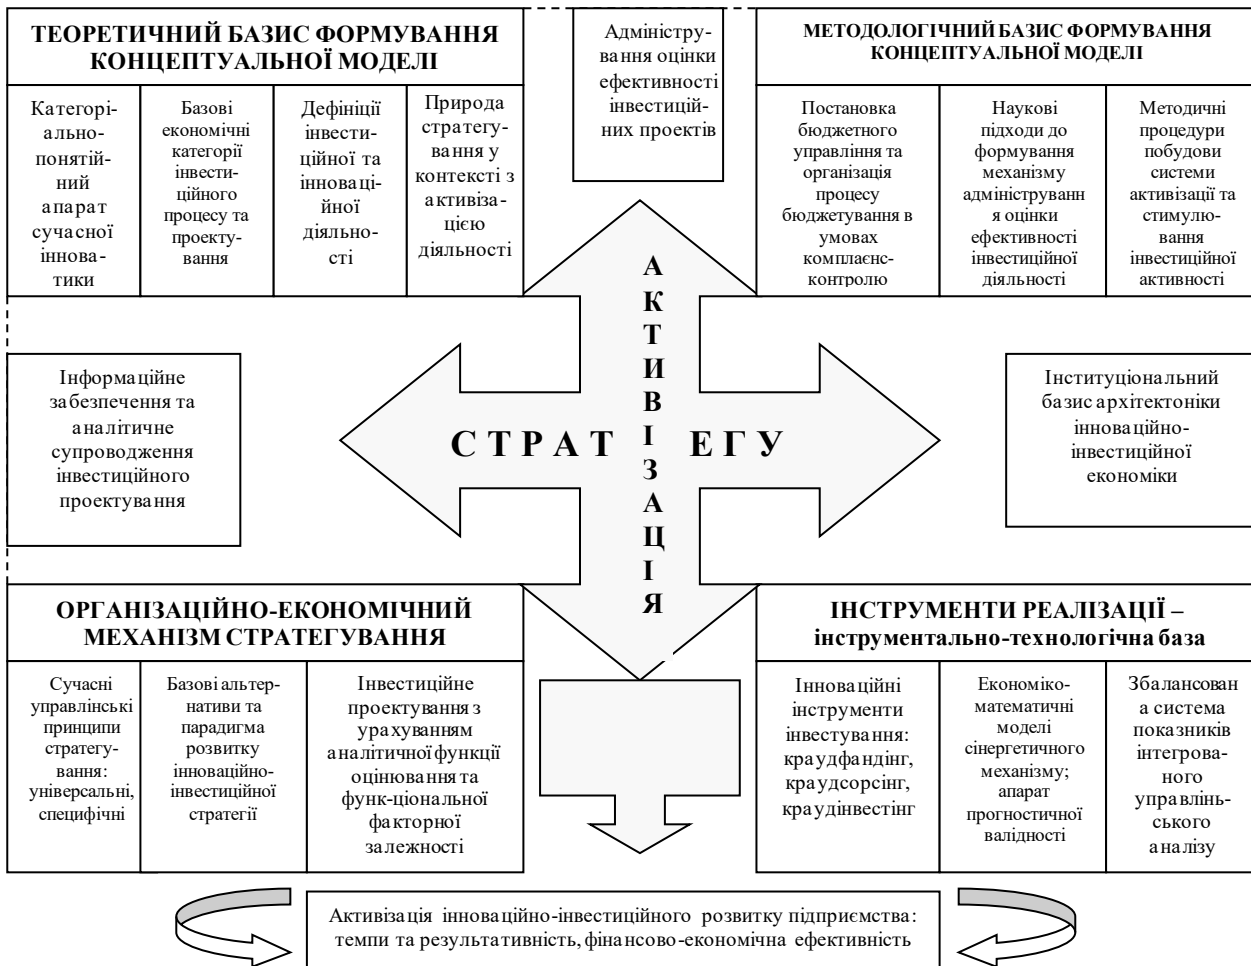 ТЕОРЕТИЧНИЙ БАЗИС ФОРМУВАННЯ
КОНЦЕПТУАЛЬНОЇ МОДЕЛІ
Категорі-
ально-
понятій-
ний
апарат
сучасної
іннова-
тики
Базові
економічні
категорії
інвести-
ційного
процесу та
проекту-
вання
Дефініції
інвести-
ційної та
інноваці-
йної
діяльно-
сті
Природа
стратегу-
вання у
контексті з
активіза-
цією
діяльності
Адміністру-
вання оцінки
ефективності
інвестицій-
них проектів
МЕТОДОЛОГІЧНИЙ БАЗИС ФОРМУВАННЯ
КОНЦЕПТУАЛЬНОЇ МОДЕЛІ
Постановка
бюджетного
управління та
організація
процесу
бюджетування в
умовах
комплаєнс-
контролю
Наукові
підходи до
формування
механізму
адмініструванн
я оцінки
ефективності
інвестиційної
діяльності
Методичні
процедури
побудови
системи
активізації та
стимулю-
вання
інвестиційної
активності
Інформаційне
забезпечення та
аналітичне
супроводження
інвестиційного
проектування
А
К
Т
И
В
І
З
А
Ц
І
Я
С Т Р А Т Е Г У
Інституціональний
базис архітектоніки
інноваційно-
інвестиційної
економіки
ОРГАНІЗАЦІЙНО-ЕКОНОМІЧНИЙ
МЕХАНІЗМ СТРАТЕГУВАННЯ
Сучасні
управлінські
принципи
стратегу-
вання:
універсальні,
специфічні
Базові альтер-
нативи та
парадигма
розвитку
інноваційно-
інвестиційної
стратегії
Інвестиційне
проектування з
урахуванням
аналітичної функції
оцінювання та
функ-ціональної
факторної
залежності
ІНСТРУМЕНТИ РЕАЛІЗАЦІЇ –
інструментально-технологічна база
Інноваційні
інструменти
інвестування:
краудфандінг,
краудсорсінг,
краудінвестінг
Економіко-
математичні
моделі
сінергетичного
механізму;
апарат
прогностичної
валідності
Збалансован
а система
показників
інтегрова-
ного
управлінь-
ського
аналізу
Активізація інноваційно-інвестиційного розвитку підприємства:
темпи та результативність, фінансово-економічна ефективність